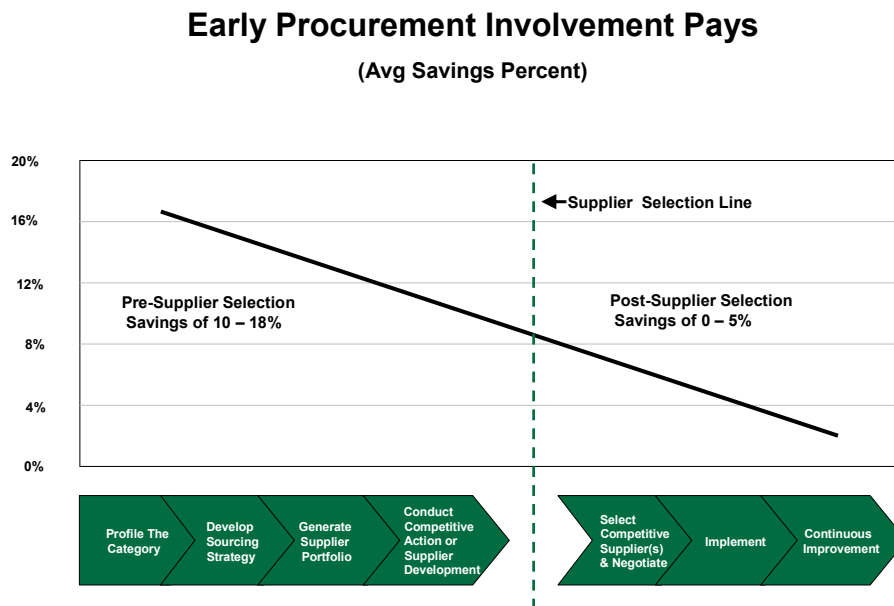 Early Procurement Involvement Pays
(Avg Savings Percent)
20%
16%
12%
8%
4%
0%
Supplier Selection Line
Pre-Supplier Selection
Savings of 10 – 18%
Post-Supplier Selection
Savings of 0 – 5%
Profile The
Category
Develop
Sourcing
Strategy
Generate
Supplier
Portfolio
Conduct
Competitive
Action or
Supplier
Development
Select
Competitive
Supplier(s)
& Negotiate
Implement
Continuous
Improvement